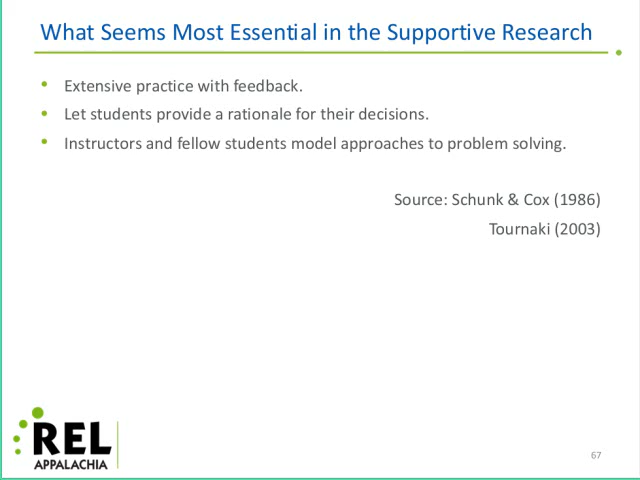 What Seems Most Essential in the Supportive Research
• Extensive practice with feedback.
• Let students provide a rationale for their decisions.
• Instructors and fellow students model approaches to problem solving.
Source: Schunk & Cox (1986)
Tournaki (2003)
REL
APPALACHIA
67